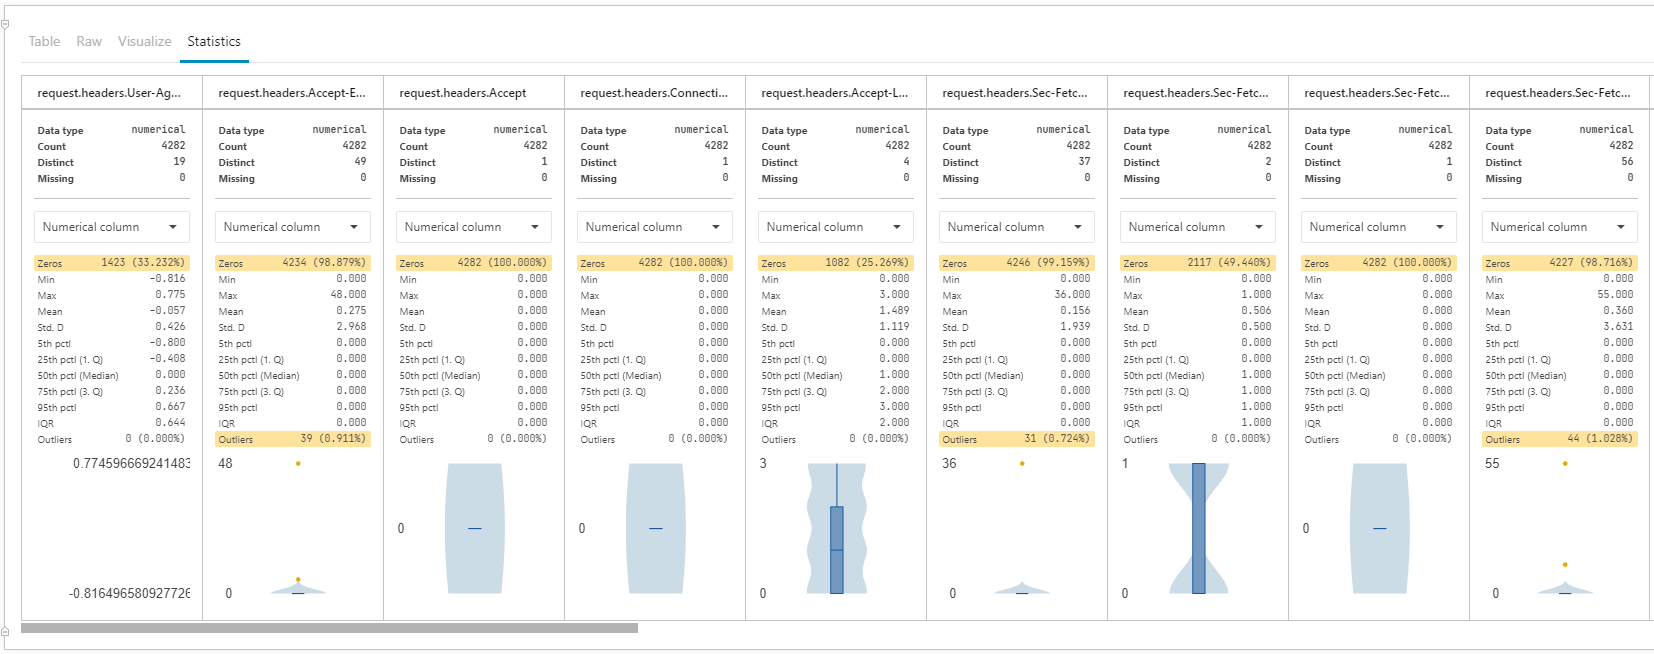 Table Raw Visualize Statistics
request.headers.User-Ag... request.headers.Accept-E... request.headers.Accept request.headers.Connecti... request.headers.Accept-L... request.headers.Sec-Fetc... request.headers.Sec-Fetc... request.headers.Sec-Fetc... request.headers.Sec-Fetc...
Data type numerical Data type numerical Data type numerical Data type numerical Data type numerical Data type numerical Data type numerical Data type numerical Data type numerical
Count 4282 Count 4282 Count 4282 Count 4282 Count 4282 Count 4282 Count 4282 Count 4282 Count 4282
Distinct 19 Distinct 49 Distinct 1 Distinct 1 Distinct 4 Distinct 37 Distinct 2 Distinct 1 Distinct 56
Missing 0 Missing 0 Missing 0 Missing 0 Missing 0 Missing 0 Missing 0 Missing 0 Missing 0
Numerical column Numerical column Numerical column Numerical column Numerical column Numerical column Numerical column Numerical column Numerical column
Zeros 1423 (33.232%) Zeros 4234 (98.879%) Zeros 4282 (100.000%) Zeros 4282 (100.000%) Zeros 1082 (25.269%) Zeros 4246 (99.159%) Zeros 2117 (49.440%) Zeros 4282 (100.000%) Zeros 4227 (98.716%)
Min -0.816 Min 0.000 Min 0.000 Min 0.000 Min 0.000 Min 0.000 Min 0.000 Min 0.000 Min 0.000
Max 0.775 Max 48.000 Max 0.000 Max 0.000 Max 3.000 Max 36.000 Max 1.000 Max 0.000 Max 55.000
Mean -0.057 Mean 0.275 Mean 0.000 Mean 0.000 Mean 1.489 Mean 0.156 Mean 0.506 Mean 0.000 Mean 0.360
Std. D 0.426 Std. D 2.968 Std. D 0.000 Std. D 0.000 Std. D 1.119 Std. D 1.939 Std. D 0.500 Std. D 0.000 Std. D 3.631
5th pctl -0.800 5th pctl 0.000 5th pctl 0.000 5th pctl 0.000 5th pctl 0.000 5th pctl 0.000 5th pctl 0.000 5th pctl 0.000 5th pctl 0.000
25th pctl (1. Q) -0.408 25th pctl (1. Q) 0.000 25th pctl (1. Q) 0.000 25th pctl (1. Q) 0.000 25th pctl (1. Q) 0.000 25th pctl (1. Q) 0.000 25th pctl (1. Q) 0.000 25th pctl (1. Q) 0.000 25th pctl (1. Q) 0.000
50th pctl (Median) 0.000 50th pctl (Median) 0.000 50th pctl (Median) 0.000 50th pctl (Median) 0.000 50th pctl (Median) 1.000 50th pctl (Median) 0.000 50th pctl (Median) 1.000 50th pctl (Median) 0.000 50th pctl (Median) 0.000
75th pctl (3. Q) 0.236 75th pctl (3. Q) 0.000 75th pctl (3. Q) 0.000 75th pctl (3. Q) 0.000 75th pctl (3. Q) 2.000 75th pctl (3. Q) 0.000 75th pctl (3. Q) 1.000 75th pctl (3. Q) 0.000 75th pctl (3. Q) 0.000
95th pctl 0.667 95th pctl 0.000 95th pctl 0.000 95th pctl 0.000 95th pctl 3.000 95th pctl 0.000 95th pctl 1.000 95th pctl 0.000 95th pctl 0.000
IQR 0.644 IQR 0.000 IQR 0.000 IQR 0.000 IQR 2.000 IQR 0.000 IQR 1.000 IQR 0.000 IQR 0.000
Outliers 0 (0.000%) Outliers 39 (0.911%) Outliers 0 (0.000%) Outliers 0 (0.000%) Outliers 0 (0.000%) Outliers 31 (0.724%) Outliers 0 (0.000%) Outliers 0 (0.000%) Outliers 44 (1.028%)
0.774596669241483 48 3 36 1 55
0 0 0
-0.816496580927726 0 0 0 0 0